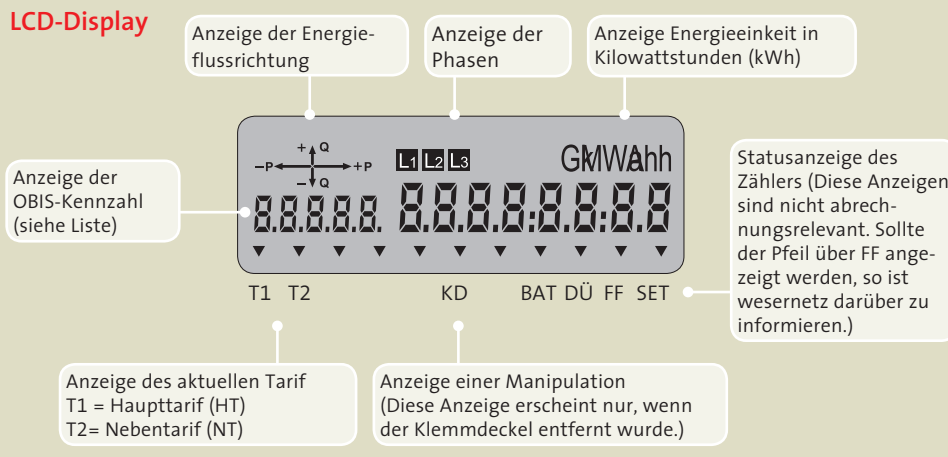 LCD-Display
Anzeige der Energie-
flussrichtung
Anzeige der
Phasen
Anzeige Energieeinkeit in
Kilowattstunden (kWh)
Anzeige der
OBIS-Kennzahl
(siehe Liste)
+ Q
-P +P
- Q
L1 L2 L3
8.8.8.8.8. 8.8.8.8:8.8:8.8
Statusanzeige des
Zählers (Diese Anzeigen
sind nicht abrech-
nungsrelevant. Sollte
der Pfeil über FF ange-
zeigt werden, so ist
wesernetz darüber zu
informieren.)
T1 T2 KD BAT DÜ FF SET
Anzeige des aktuellen Tarif
T1 = Haupttarif (HT)
T2= Nebentarif (NT)
Anzeige einer Manipulation
(Diese Anzeige erscheint nur, wenn
der Klemmdeckel entfernt wurde.)